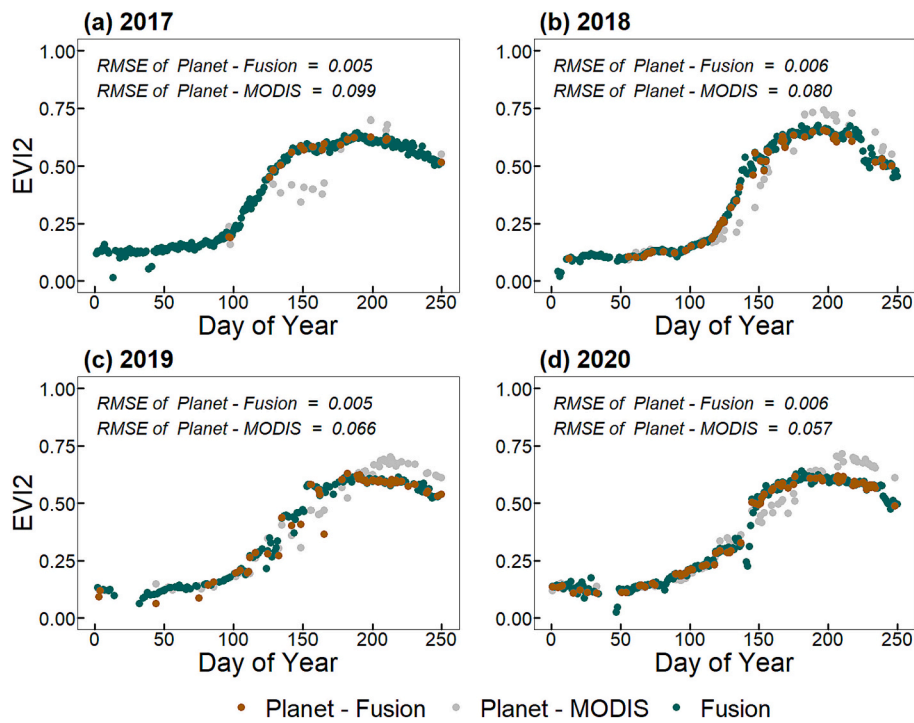 (a) 2017
RMSE of Planet - Fusion = 0.005
RMSE of Planet - MODIS = 0.099
EVI2
1.00
0.75
0.50
0.25
0.00
0 50 100 150 200 250
Day of Year
(b) 2018
RMSE of Planet - Fusion = 0.006
RMSE of Planet - MODIS = 0.080
1.00
0.75
0.50
0.25
0.00
0 50 100 150 200 250
Day of Year
(c) 2019
RMSE of Planet - Fusion = 0.005
RMSE of Planet - MODIS = 0.066
EVI2
1.00
0.75
0.50
0.25
0.00
0 50 100 150 200 250
Day of Year
(d) 2020
RMSE of Planet - Fusion = 0.006
RMSE of Planet - MODIS = 0.057
1.00
0.75
0.50
0.25
0.00
0 50 100 150 200 250
Day of Year
Planet - Fusion Planet - MODIS Fusion